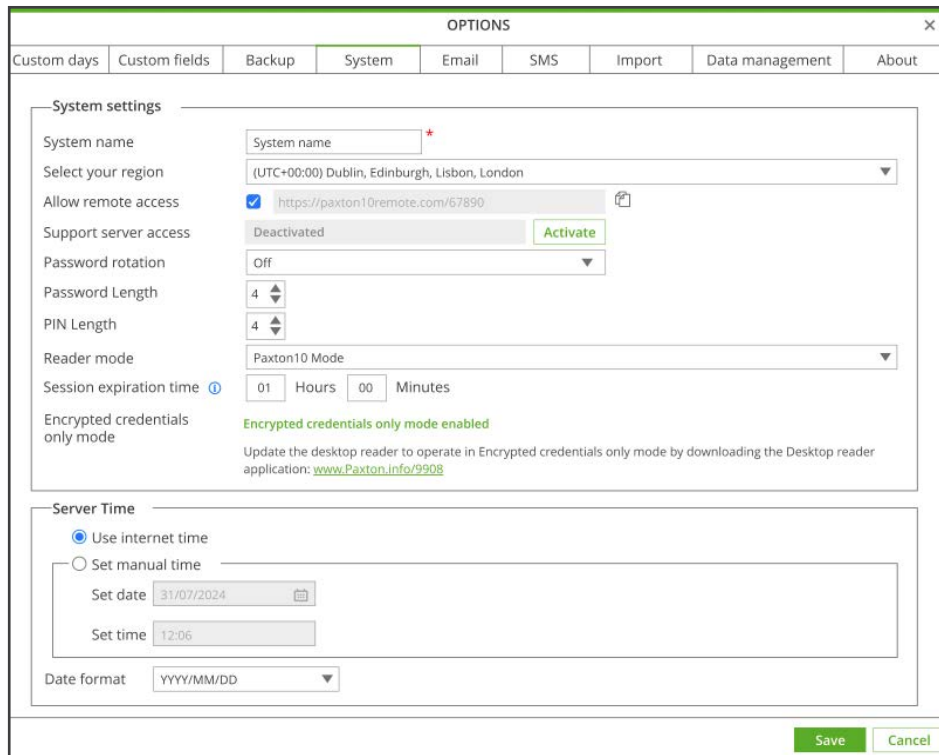 OPTIONS
Custom days Custom fields Backup System Email SMS Import Data management About
System settings
System name System name *
Select your region (UTC+00:00) Dublin, Edinburgh, Lisbon, London
Allow remote access https://paxton10remote.com/67890
Support server access Deactivated Activate
Password rotation Off
Password Length 4
PIN Length 4
Reader mode Paxton10 Mode
Session expiration time 01 Hours 00 Minutes
Encrypted credentials
only mode
Encrypted credentials only mode enabled
Update the desktop reader to operate in Encrypted credentials only mode by downloading the Desktop reader
application: www.Paxton.info/9908
Server Time
Use internet time
Set manual time
Set date 31/07/2024
Set time 12:06
Date format YYYY/MM/DD
Save Cancel